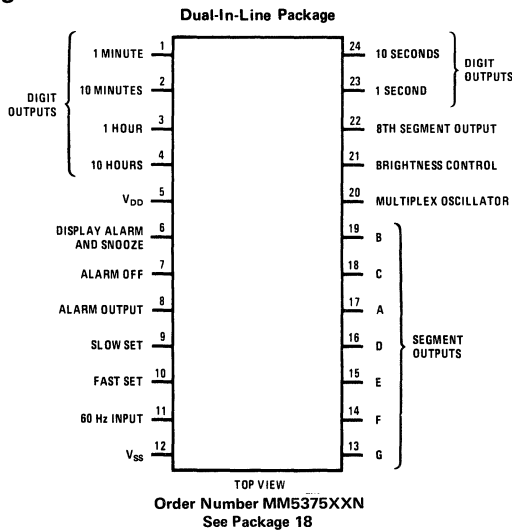 Dual-In-Line Package
DIGIT OUTPUTS
1 MINUTE 1
10 MINUTES 2
1 HOUR 3
10 HOURS 4
VDD 5
DISPLAY ALARM AND SNOOZE 6
ALARM OFF 7
ALARM OUTPUT 8
SLOW SET 9
FAST SET 10
60 Hz INPUT 11
VSS 12
24 10 SECONDS
23 1 SECOND
DIGIT OUTPUTS
22 8TH SEGMENT OUTPUT
21 BRIGHTNESS CONTROL
20 MULTIPLEX OSCILLATOR
19 B
18 C
17 A
16 D
15 E
14 F
13 G
SEGMENT OUTPUTS
TOP VIEW
Order Number MM5375XXN
See Package 18